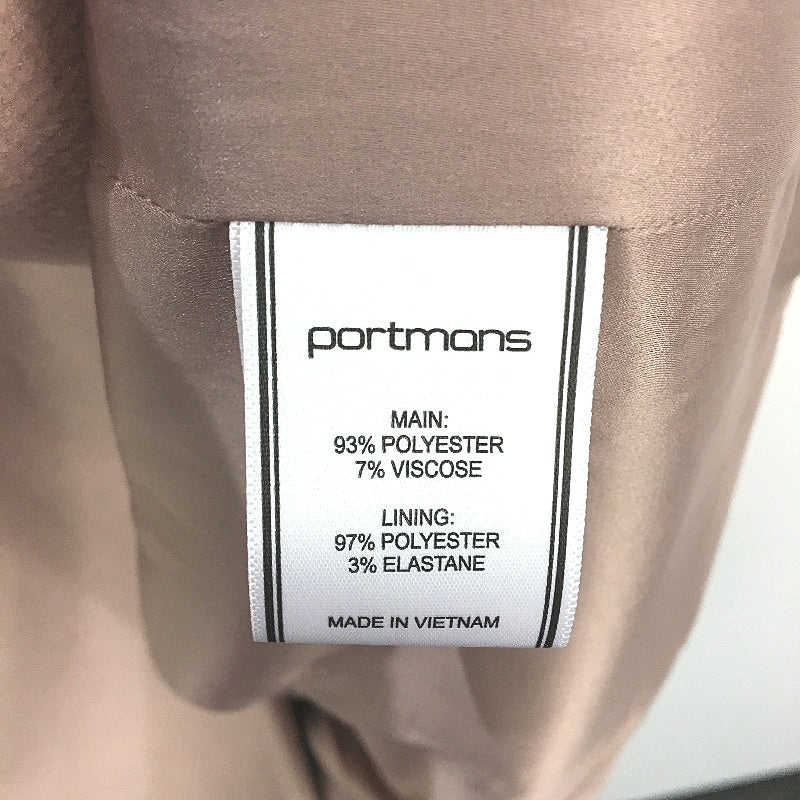 portmans
MAIN:
93% POLYESTER
7% VISCOSE
LINING:
97% POLYESTER
3% ELASTANE
MADE IN VIETNAM